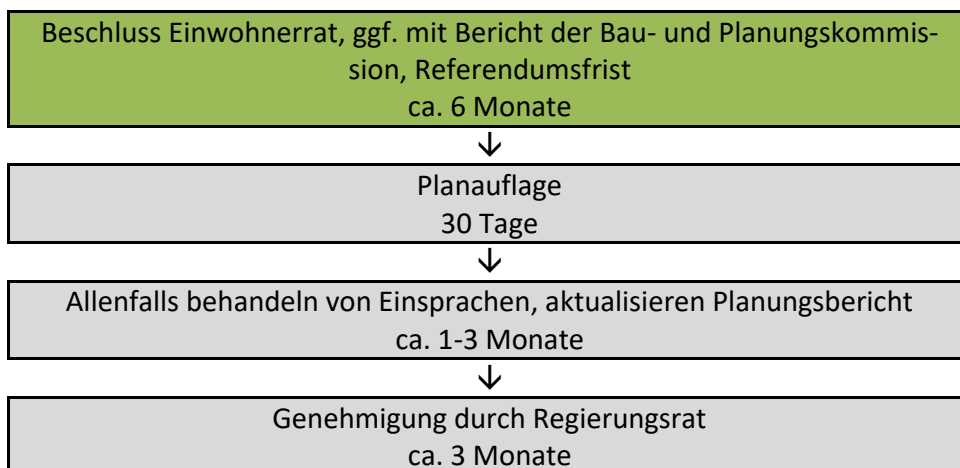 Beschluss Einwohnerrat, ggf. mit Bericht der Bau- und Planungskommis-
sion, Referendumsfrist
ca. 6 Monate
↓
Planauflage
30 Tage
↓
Allenfalls behandeln von Einsprachen, aktualisieren Planungsbericht
ca. 1-3 Monate
↓
Genehmigung durch Regierungsrat
ca. 3 Monate